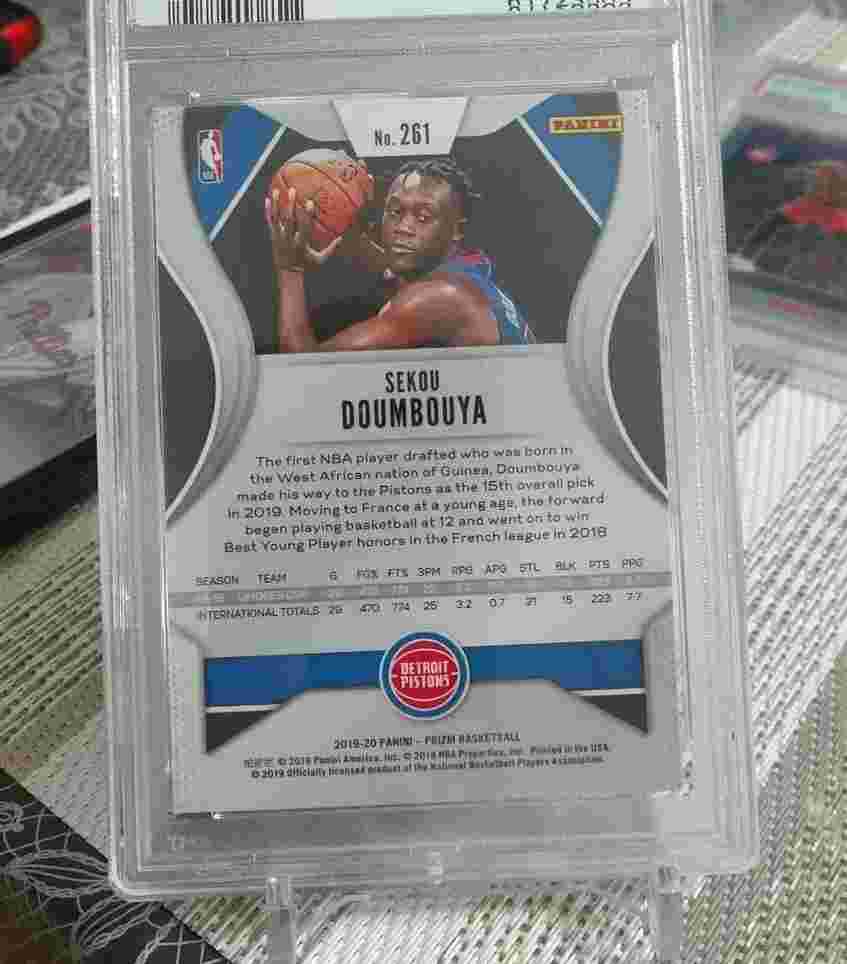 No. 261
PANINI
SEKOU
DOUMBOUYA
The first NBA player drafted who was born in
the West African nation of Guinea, Doumbouya
made his way to the Pistons as the 15th overall pick
in 2019. Moving to France at a young age, the forward
began playing basketball at 12 and went on to win
Best Young Player honors in the French league in 2018
SEASON TEAM G FG% FT% 3PM RPG APG STL BLK PTS PPG
INTERNATIONAL TOTALS 29 .470 .774 25 3.2 0.7 21 15 223 7.7
DETROIT
PISTONS
2019-20 PANINI – PRIZM BASKETBALL
© 2019 Panini America, Inc. © 2019 NBA Properties, Inc. Printed in the USA.
© 2019 Officially licensed product of the National Basketball Players Association.